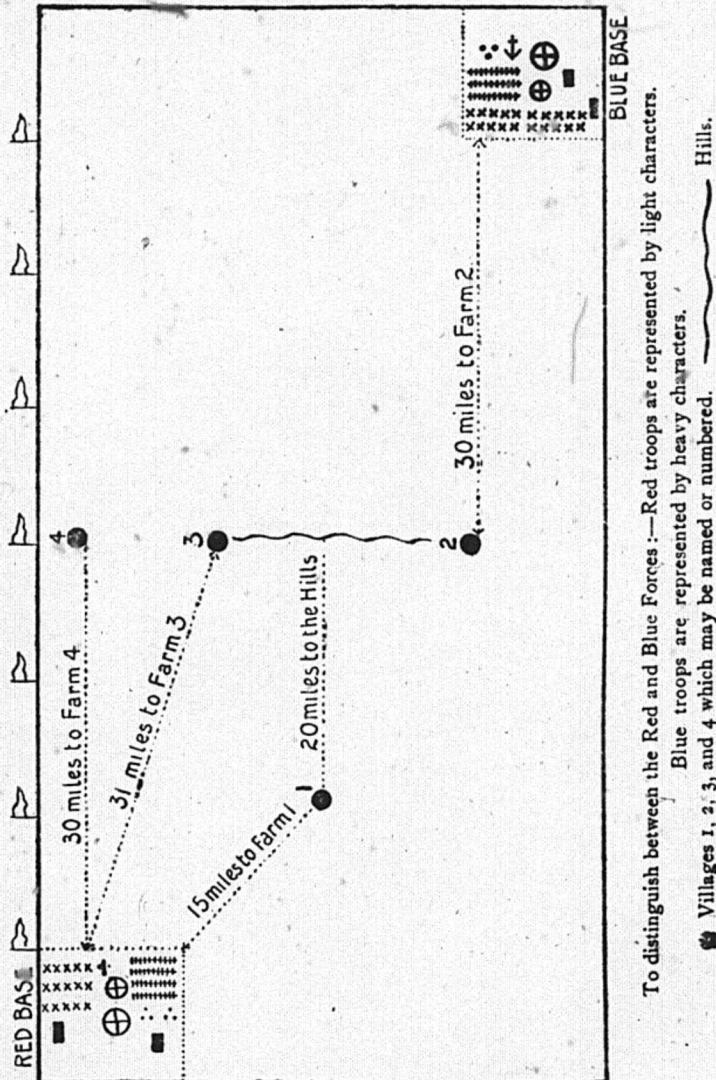 RED BASE
BLUE BASE
30 miles to Farm 4
4
31 miles to Farm 3
3
15 miles to Farm 1
1
20 miles to the Hills
2
30 miles to Farm 2
To distinguish between the Red and Blue Forces :—Red troops are represented by light characters.
Blue troops are represented by heavy characters.
Villages 1, 2, 3, and 4 which may be named or numbered. Hills.